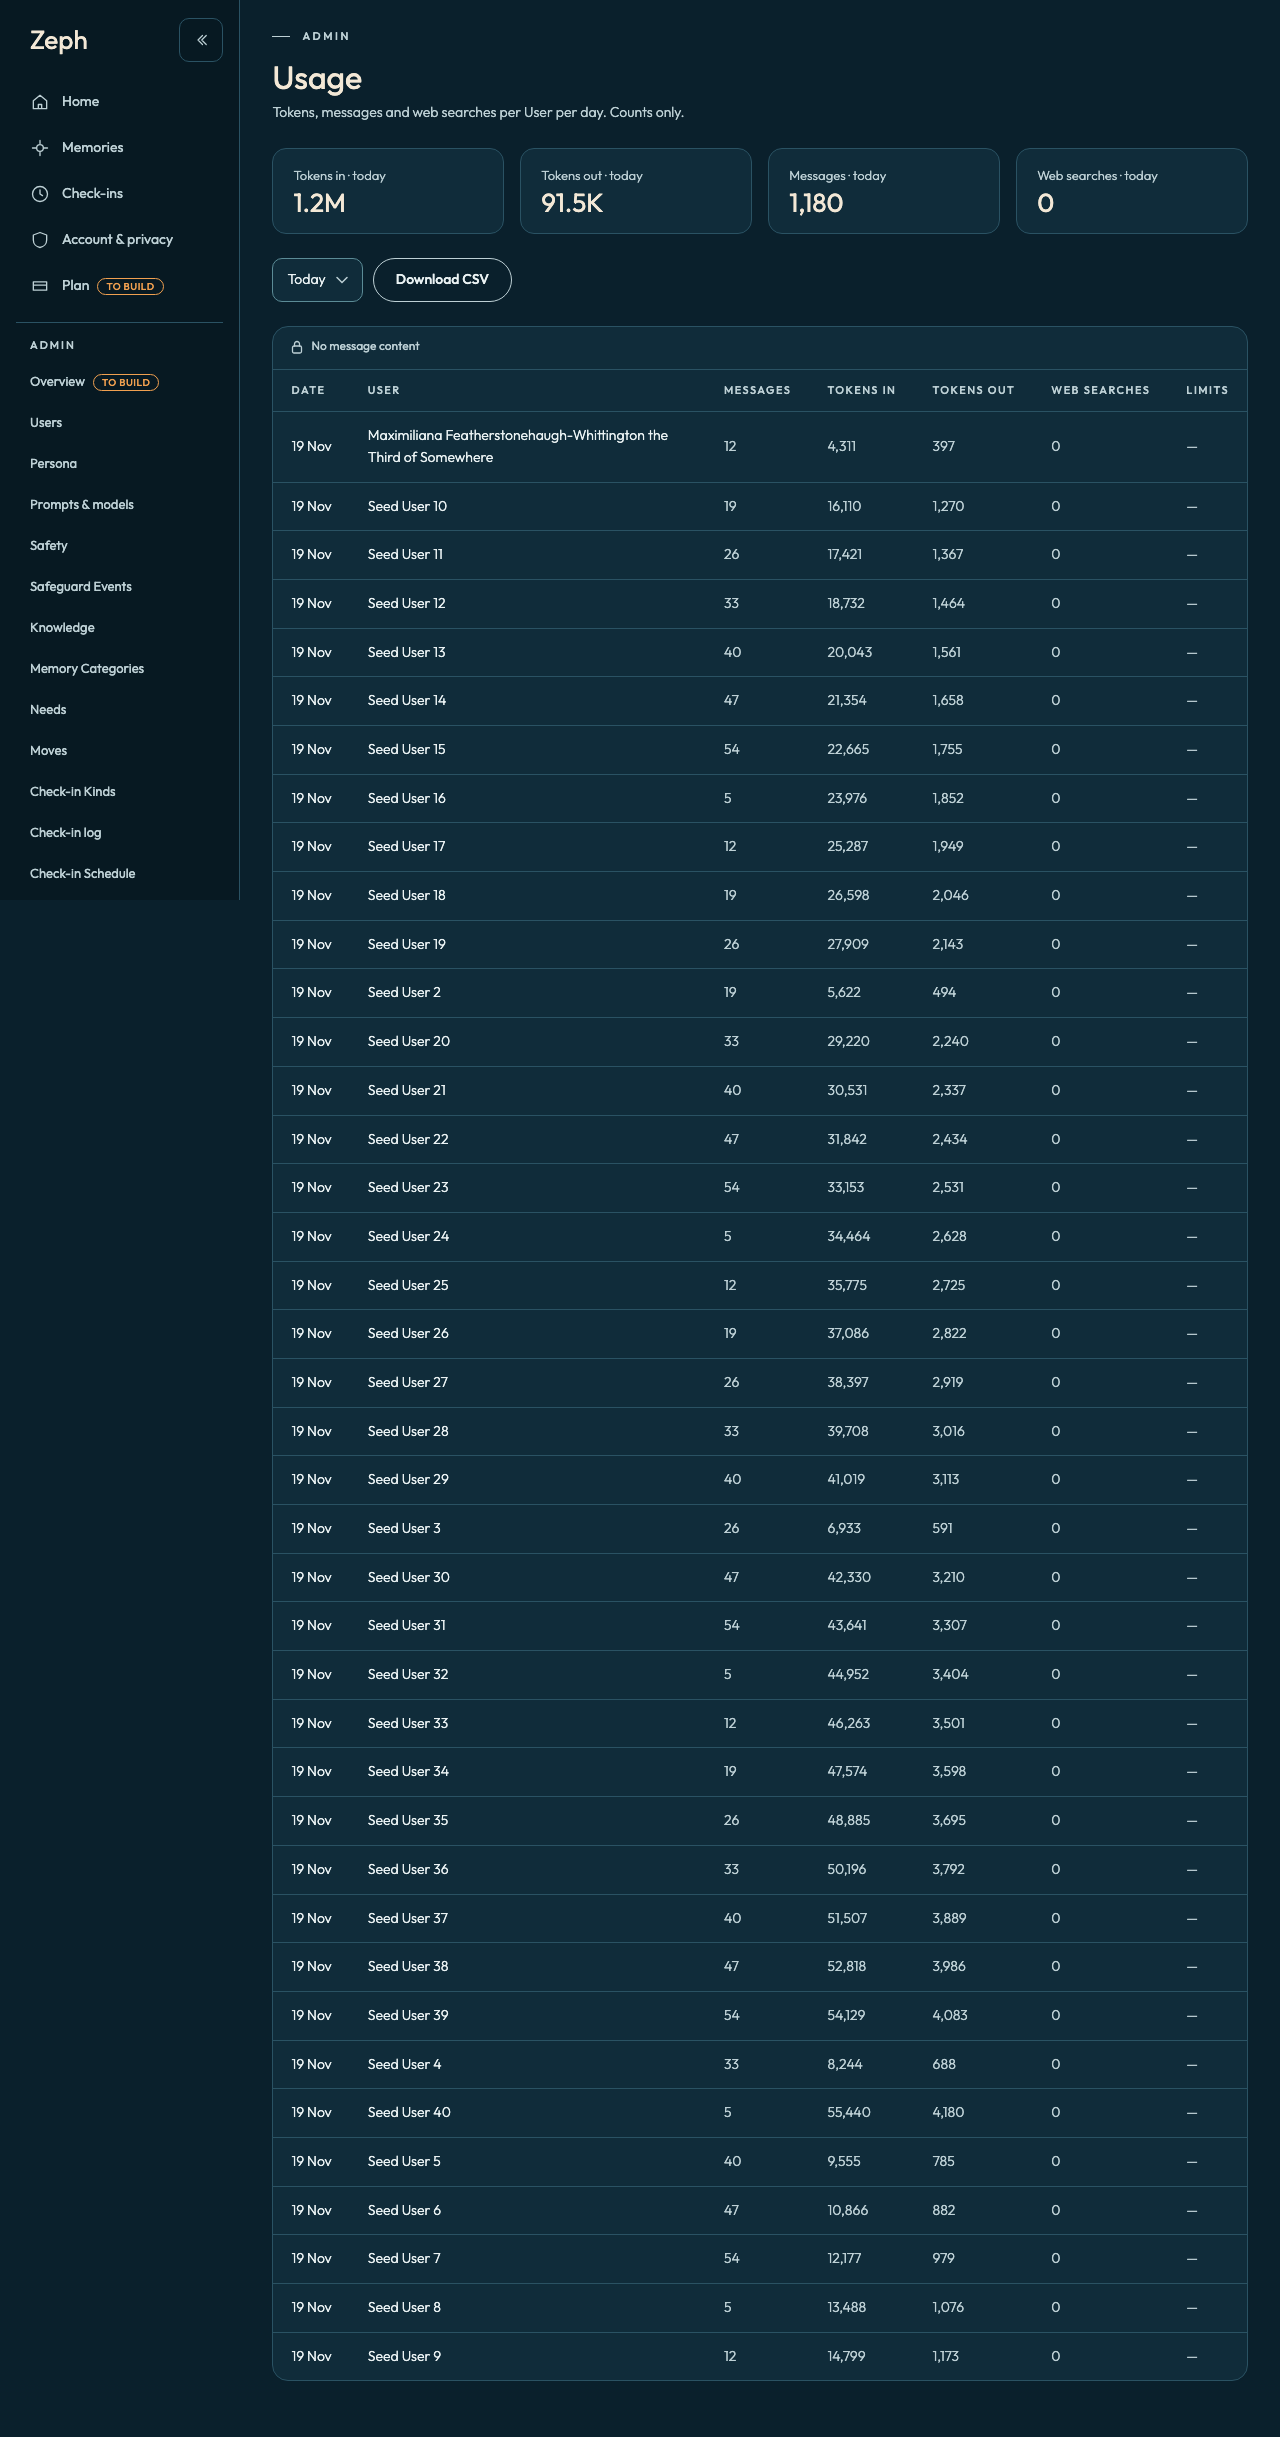 Zeph
Home
Memories
Check-ins
Account & privacy
Plan TO BUILD
ADMIN
Overview TO BUILD
Users
Persona
Prompts & models
Safety
Safeguard Events
Knowledge
Memory Categories
Needs
Moves
Check-in Kinds
Check-in log
Check-in Schedule
ADMIN
Usage
Tokens, messages and web searches per User per day. Counts only.
Tokens in · today
1.2M
Tokens out · today
91.5K
Messages · today
1,180
Web searches · today
0
Today
Download CSV
No message content
DATE USER MESSAGES TOKENS IN TOKENS OUT WEB SEARCHES LIMITS
19 Nov Maximiliana Featherstonehaugh-Whittington the
Third of Somewhere 12 4,311 397 0 —
19 Nov Seed User 10 19 16,110 1,270 0 —
19 Nov Seed User 11 26 17,421 1,367 0 —
19 Nov Seed User 12 33 18,732 1,464 0 —
19 Nov Seed User 13 40 20,043 1,561 0 —
19 Nov Seed User 14 47 21,354 1,658 0 —
19 Nov Seed User 15 54 22,665 1,755 0 —
19 Nov Seed User 16 5 23,976 1,852 0 —
19 Nov Seed User 17 12 25,287 1,949 0 —
19 Nov Seed User 18 19 26,598 2,046 0 —
19 Nov Seed User 19 26 27,909 2,143 0 —
19 Nov Seed User 2 19 5,622 494 0 —
19 Nov Seed User 20 33 29,220 2,240 0 —
19 Nov Seed User 21 40 30,531 2,337 0 —
19 Nov Seed User 22 47 31,842 2,434 0 —
19 Nov Seed User 23 54 33,153 2,531 0 —
19 Nov Seed User 24 5 34,464 2,628 0 —
19 Nov Seed User 25 12 35,775 2,725 0 —
19 Nov Seed User 26 19 37,086 2,822 0 —
19 Nov Seed User 27 26 38,397 2,919 0 —
19 Nov Seed User 28 33 39,708 3,016 0 —
19 Nov Seed User 29 40 41,019 3,113 0 —
19 Nov Seed User 3 26 6,933 591 0 —
19 Nov Seed User 30 47 42,330 3,210 0 —
19 Nov Seed User 31 54 43,641 3,307 0 —
19 Nov Seed User 32 5 44,952 3,404 0 —
19 Nov Seed User 33 12 46,263 3,501 0 —
19 Nov Seed User 34 19 47,574 3,598 0 —
19 Nov Seed User 35 26 48,885 3,695 0 —
19 Nov Seed User 36 33 50,196 3,792 0 —
19 Nov Seed User 37 40 51,507 3,889 0 —
19 Nov Seed User 38 47 52,818 3,986 0 —
19 Nov Seed User 39 54 54,129 4,083 0 —
19 Nov Seed User 4 33 8,244 688 0 —
19 Nov Seed User 40 5 55,440 4,180 0 —
19 Nov Seed User 5 40 9,555 785 0 —
19 Nov Seed User 6 47 10,866 882 0 —
19 Nov Seed User 7 54 12,177 979 0 —
19 Nov Seed User 8 5 13,488 1,076 0 —
19 Nov Seed User 9 12 14,799 1,173 0 —